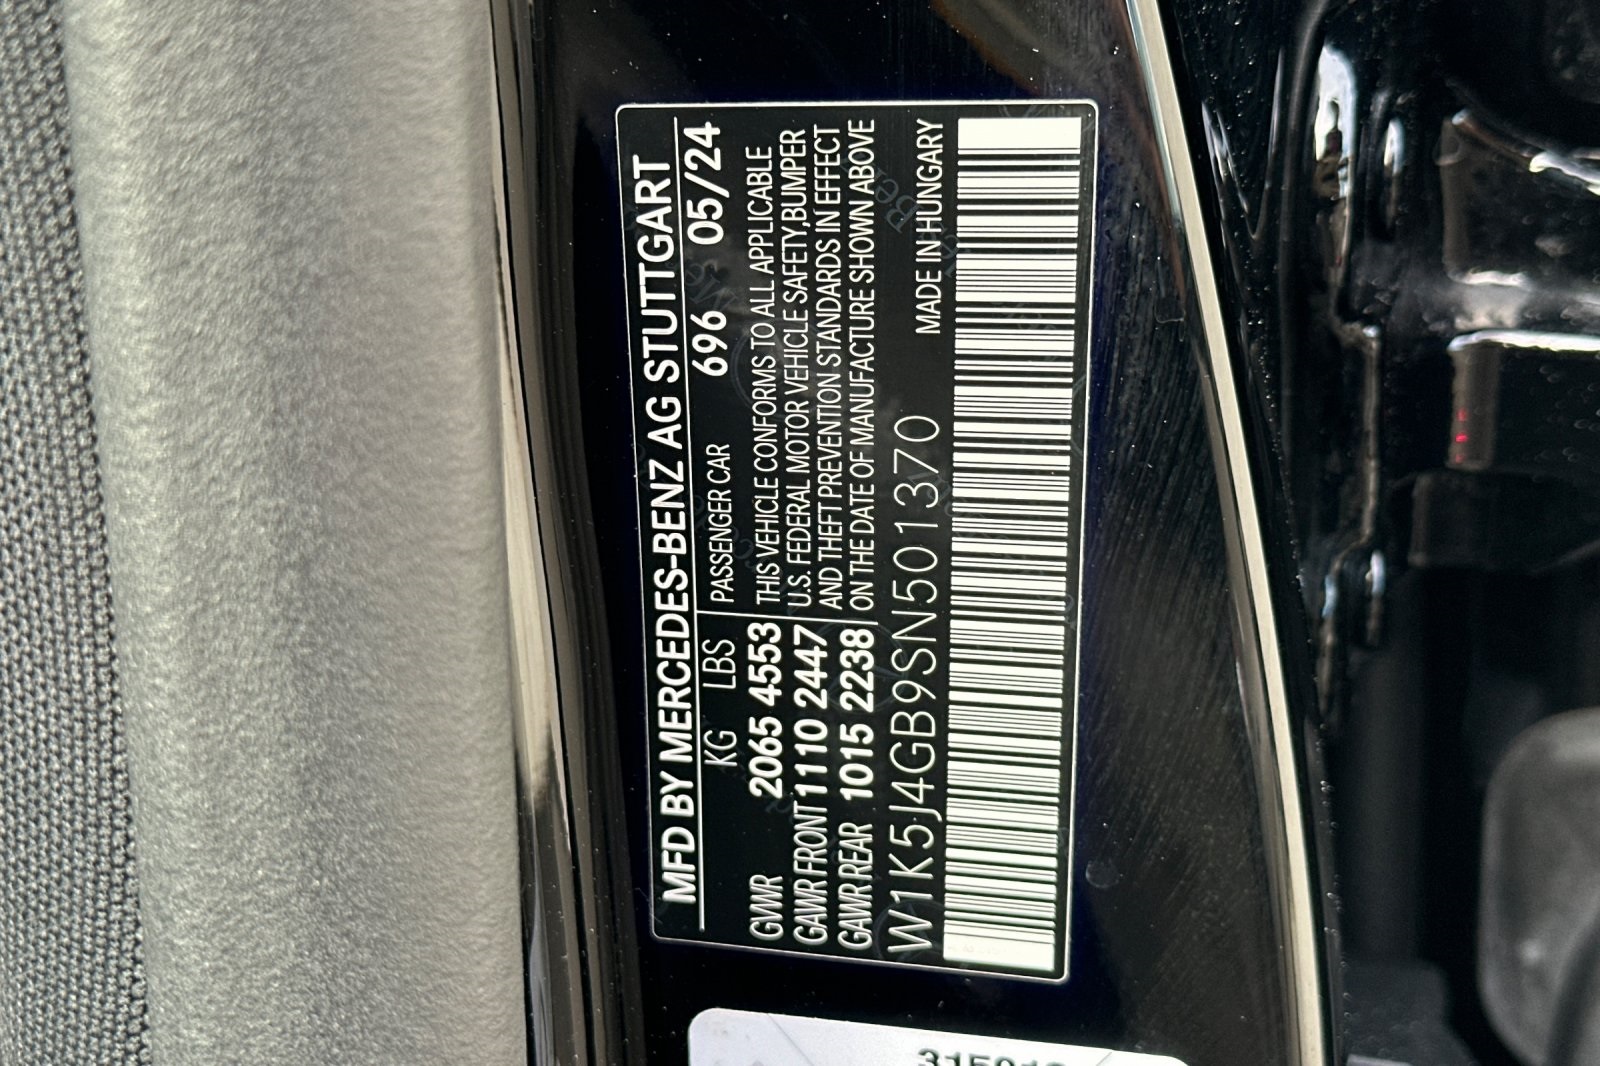 MFD BY MERCEDES-BENZ AG STUTTGART
KG LBS PASSENGER CAR 696 05/24
GVWR 2065 4553 THIS VEHICLE CONFORMS TO ALL APPLICABLE
GAWR FRONT 1110 2447 U.S. FEDERAL MOTOR VEHICLE SAFETY,BUMPER
GAWR REAR 1015 2238 AND THEFT PREVENTION STANDARDS IN EFFECT
ON THE DATE OF MANUFACTURE SHOWN ABOVE
W1K5J4GB9SN501370 MADE IN HUNGARY